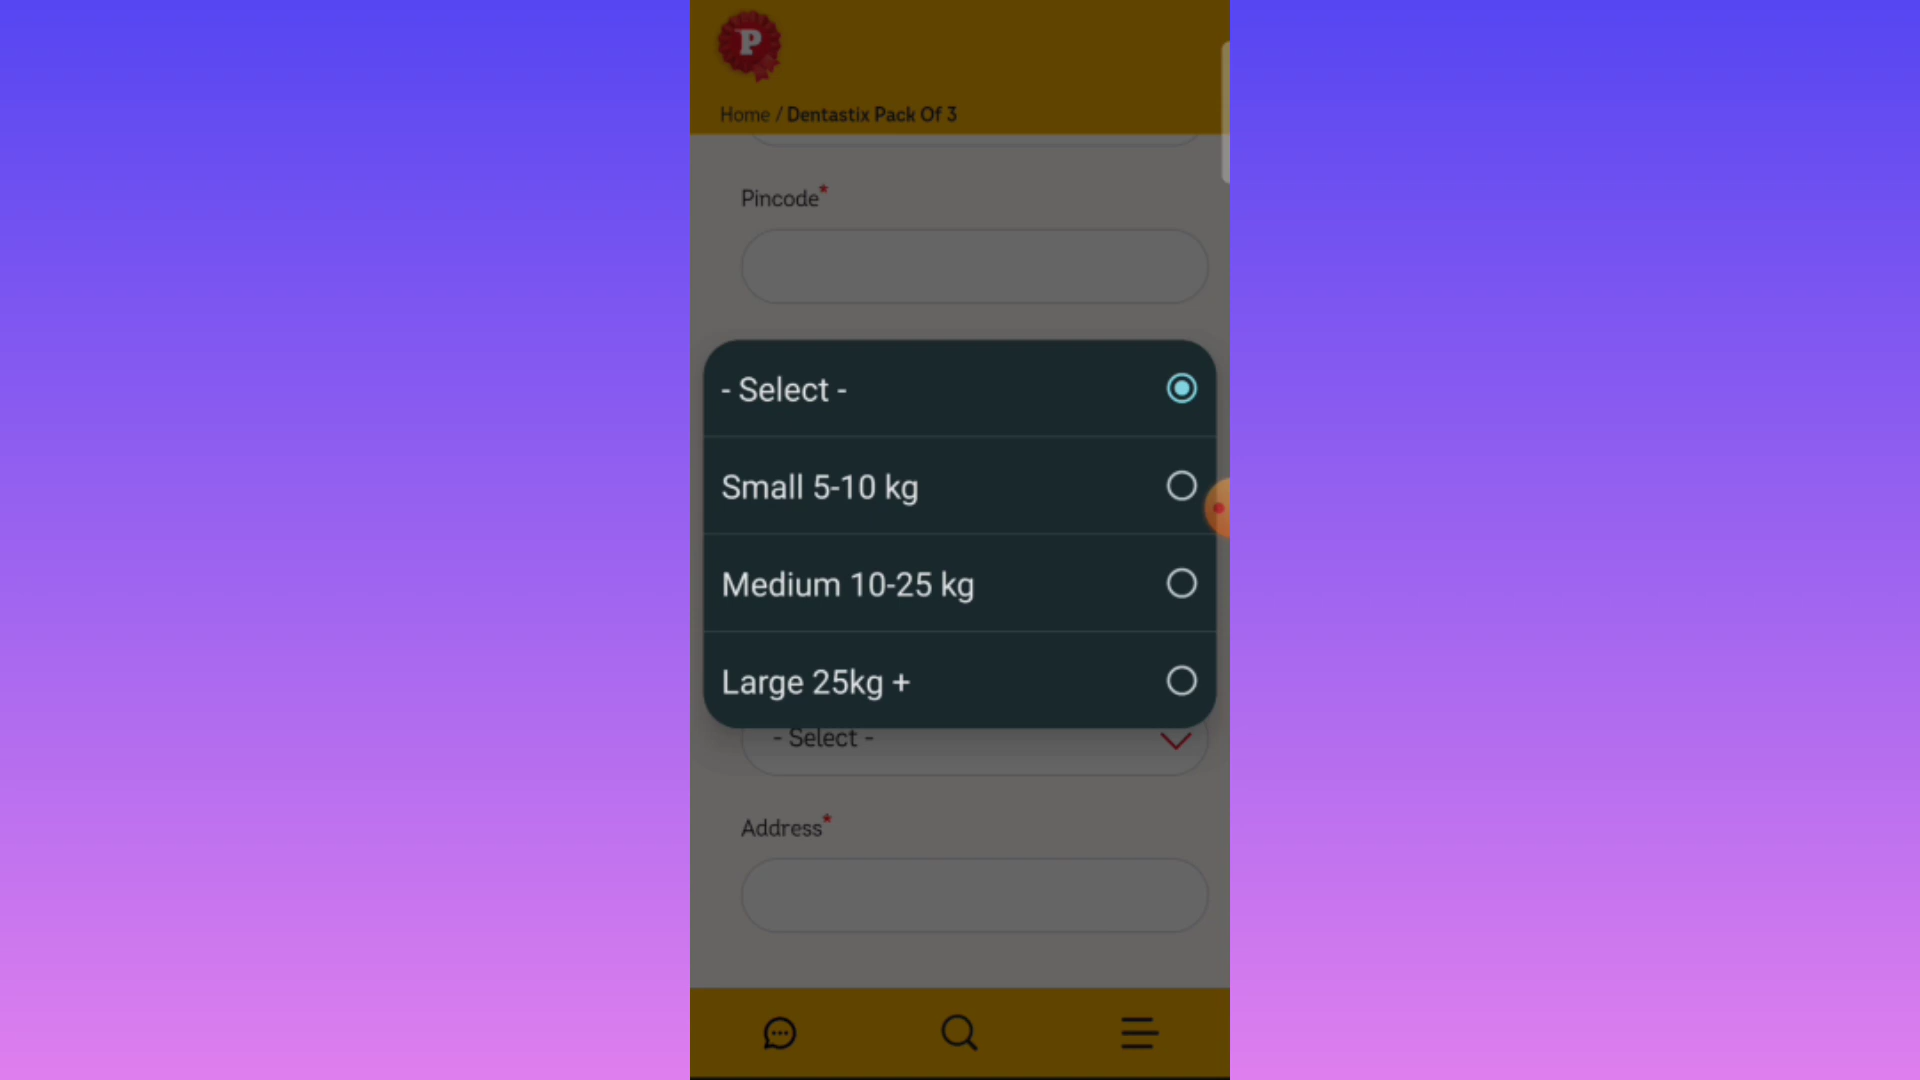 P
Home / Dentastix Pack Of 3
Pincode*
- Select -
Small 5-10 kg
Medium 10-25 kg
Large 25kg +
- Select -
Address*